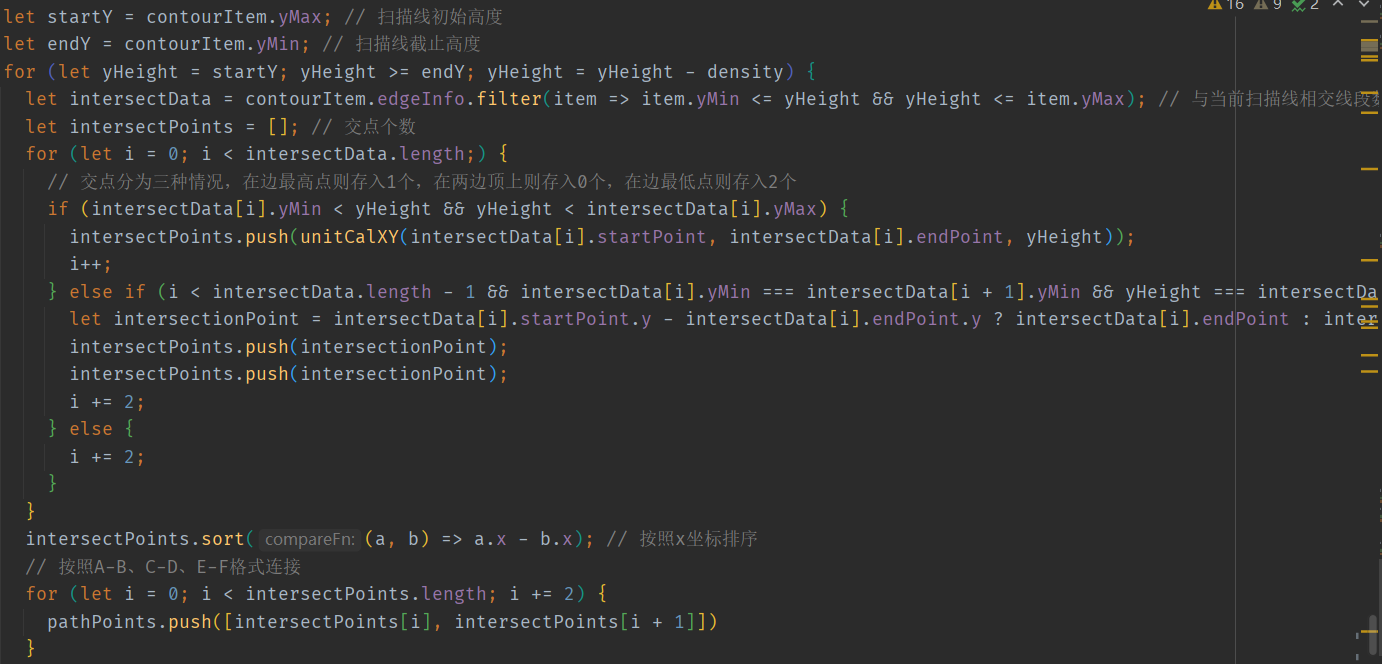 16 9 2
let startY = contourItem.yMax; // 扫描线初始高度
let endY = contourItem.yMin; // 扫描线截止高度
for (let yHeight = startY; yHeight >= endY; yHeight = yHeight - density) {
let intersectData = contourItem.edgeInfo.filter(item => item.yMin <= yHeight && yHeight <= item.yMax); // 与当前扫描线相交线段
let intersectPoints = []; // 交点个数
for (let i = 0; i < intersectData.length;) {
// 交点分为三种情况，在边最高点则存入1个，在两边顶上则存入0个，在边最低点则存入2个
if (intersectData[i].yMin < yHeight && yHeight < intersectData[i].yMax) {
intersectPoints.push(unitCalXY(intersectData[i].startPoint, intersectData[i].endPoint, yHeight));
i++;
} else if (i < intersectData.length - 1 && intersectData[i].yMin === intersectData[i + 1].yMin && yHeight === intersectDa
let intersectionPoint = intersectData[i].startPoint.y - intersectData[i].endPoint.y ? intersectData[i].endPoint : inter
intersectPoints.push(intersectionPoint);
intersectPoints.push(intersectionPoint);
i += 2;
} else {
i += 2;
}
}
intersectPoints.sort( compareFn: (a, b) => a.x - b.x); // 按照x坐标排序
// 按照A-B、C-D、E-F格式连接
for (let i = 0; i < intersectPoints.length; i += 2) {
pathPoints.push([intersectPoints[i], intersectPoints[i + 1]])
}